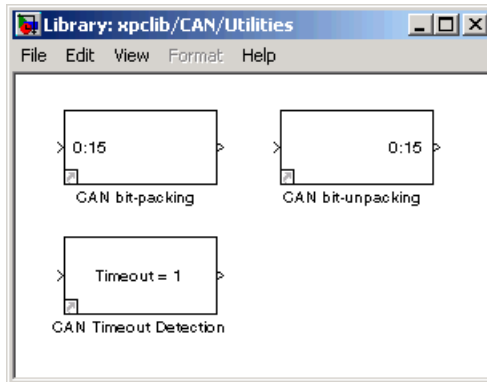 Library: xpclib/CAN/Utilities
File Edit View Format Help
0:15
0:15
CAN bit-packing
CAN bit-unpacking
Timeout = 1
CAN Timeout Detection